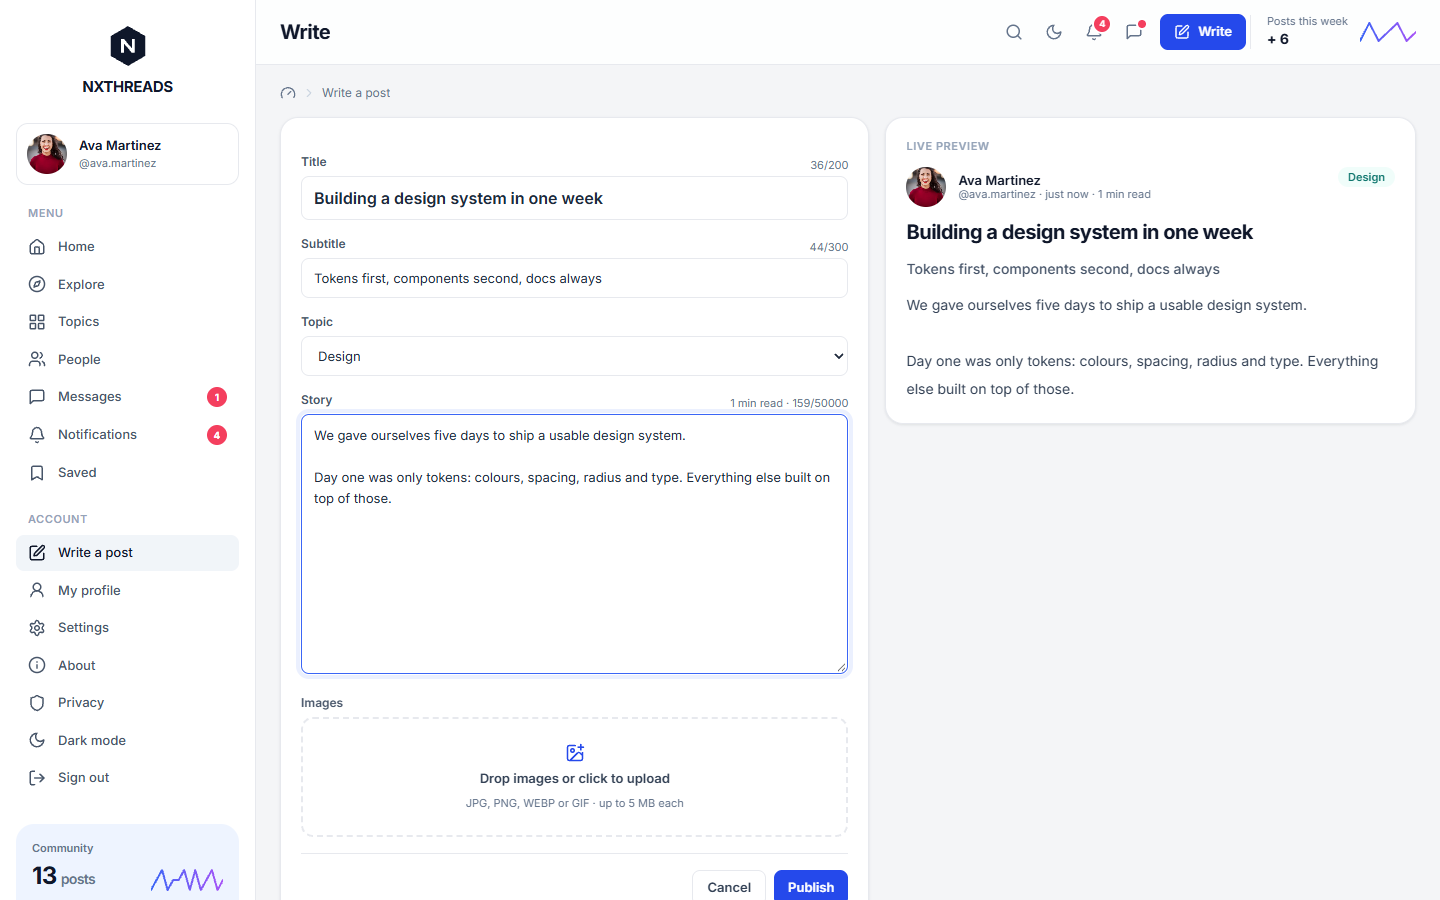 N
NXTHREADS
Ava Martinez
@ava.martinez
MENU
Home
Explore
Topics
People
Messages 1
Notifications 4
Saved
ACCOUNT
Write a post
My profile
Settings
About
Privacy
Dark mode
Sign out
Community
13 posts
Write
4
Write
Posts this week
+ 6
Write a post
Title 36/200
Building a design system in one week
Subtitle 44/300
Tokens first, components second, docs always
Topic
Design
Story 1 min read · 159/50000
We gave ourselves five days to ship a usable design system.
Day one was only tokens: colours, spacing, radius and type. Everything else built on
top of those.
Images
Drop images or click to upload
JPG, PNG, WEBP or GIF · up to 5 MB each
Cancel Publish
LIVE PREVIEW
Ava Martinez
@ava.martinez · just now · 1 min read
Design
Building a design system in one week
Tokens first, components second, docs always
We gave ourselves five days to ship a usable design system.
Day one was only tokens: colours, spacing, radius and type. Everything
else built on top of those.